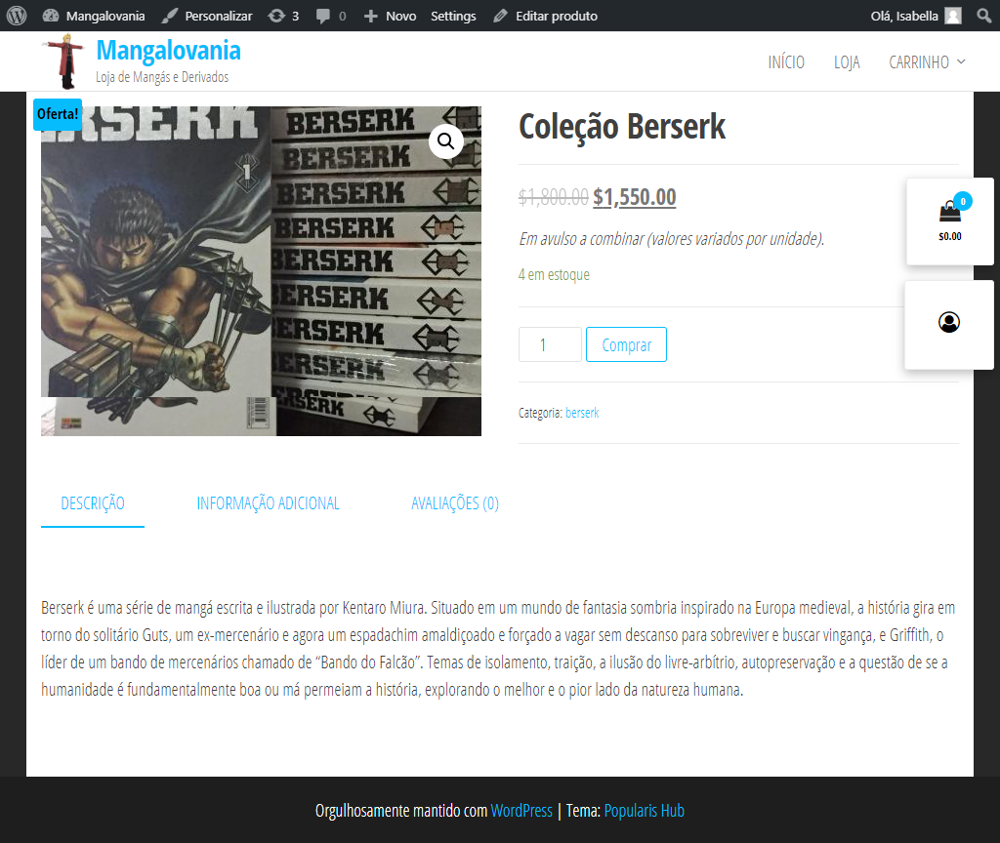 Mangalovania
Personalizar
3
0
Novo
Settings
Editar produto
Olá, Isabella
Mangalovania
Loja de Mangás e Derivados
INÍCIO
LOJA
CARRINHO
Oferta!
BERSERK
1
BERSERK
BERSERK
BERSERK
BERSERK
BERSERK
BERSERK
BERSERK
BERSERK
BERSERK
Coleção Berserk
$1,800.00 $1,550.00
Em avulso a combinar (valores variados por unidade).
4 em estoque
1
Comprar
Categoria: berserk
0
$0.00
DESCRIÇÃO
INFORMAÇÃO ADICIONAL
AVALIAÇÕES (0)
Berserk é uma série de mangá escrita e ilustrada por Kentaro Miura. Situado em um mundo de fantasia sombria inspirado na Europa medieval, a história gira em
torno do solitário Guts, um ex-mercenário e agora um espadachim amaldiçoado e forçado a vagar sem descanso para sobreviver e buscar vingança, e Griffith, o
líder de um bando de mercenários chamado de “Bando do Falcão”. Temas de isolamento, traição, a ilusão do livre-arbítrio, autopreservação e a questão de se a
humanidade é fundamentalmente boa ou má permeiam a história, explorando o melhor e o pior lado da natureza humana.
Orgulhosamente mantido com WordPress | Tema: Popularis Hub